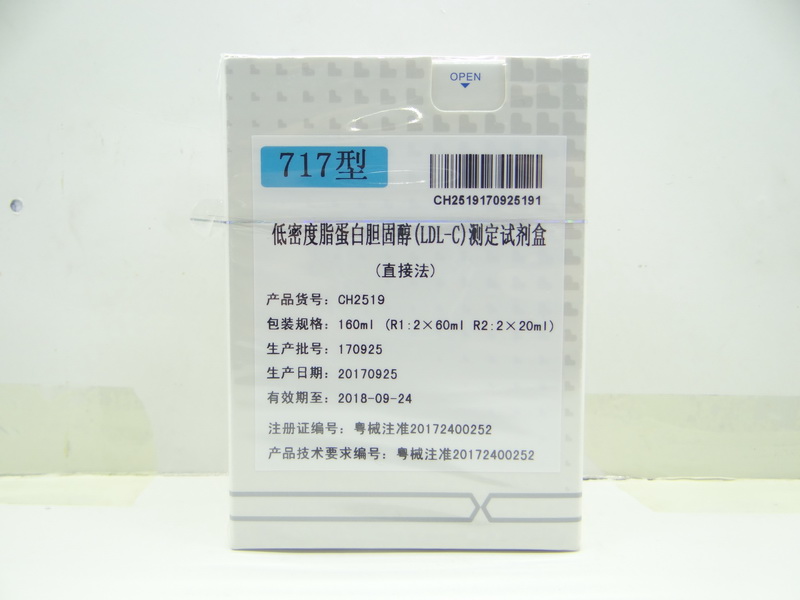 OPEN
717型
CH2519170925191
低密度脂蛋白胆固醇(LDL-C)测定试剂盒
(直接法)
产品货号：CH2519
包装规格：160ml (R1:2×60ml R2:2×20ml)
生产批号：170925
生产日期：20170925
有效期至：2018-09-24
注册证编号：粤械注准20172400252
产品技术要求编号：粤械注准20172400252